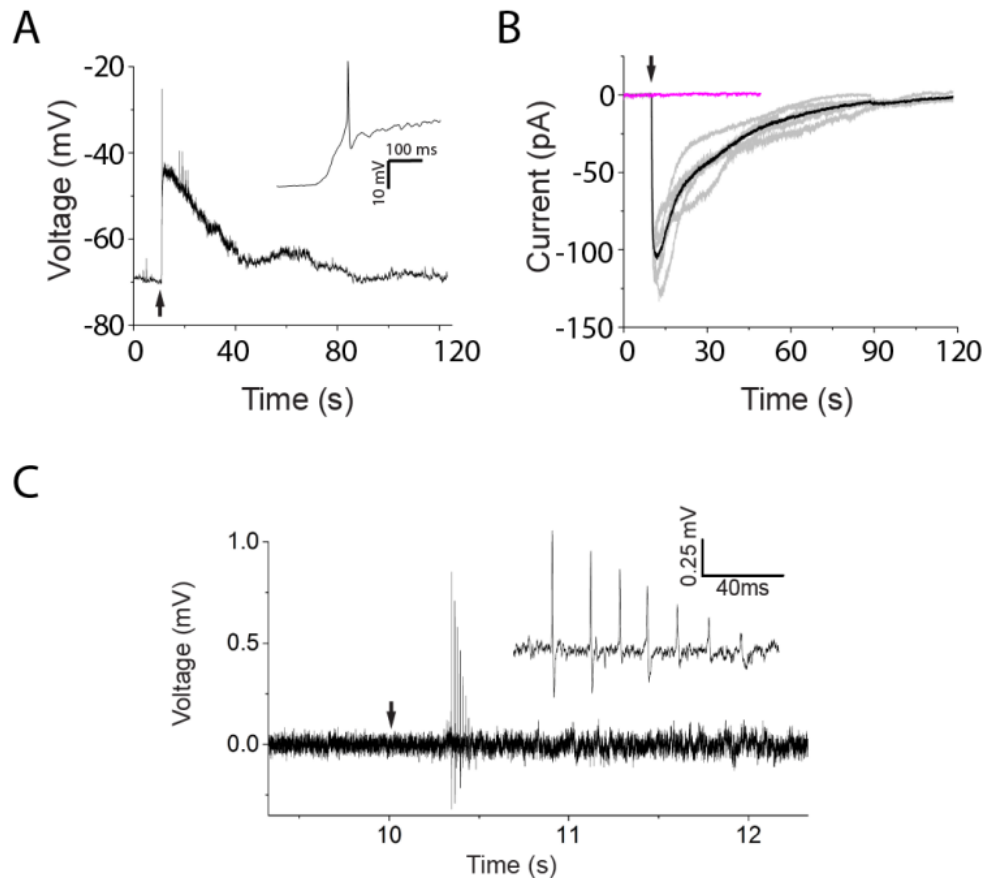 A
-20
-40
-60
-80
Voltage (mV)
0
40
80
120
Time (s)
100 ms
10 mV
B
0
-50
-100
-150
Current (pA)
0
30
60
90
120
Time (s)
C
1.0
0.5
0.0
Voltage (mV)
10
11
12
Time (s)
0.25 mV
40ms